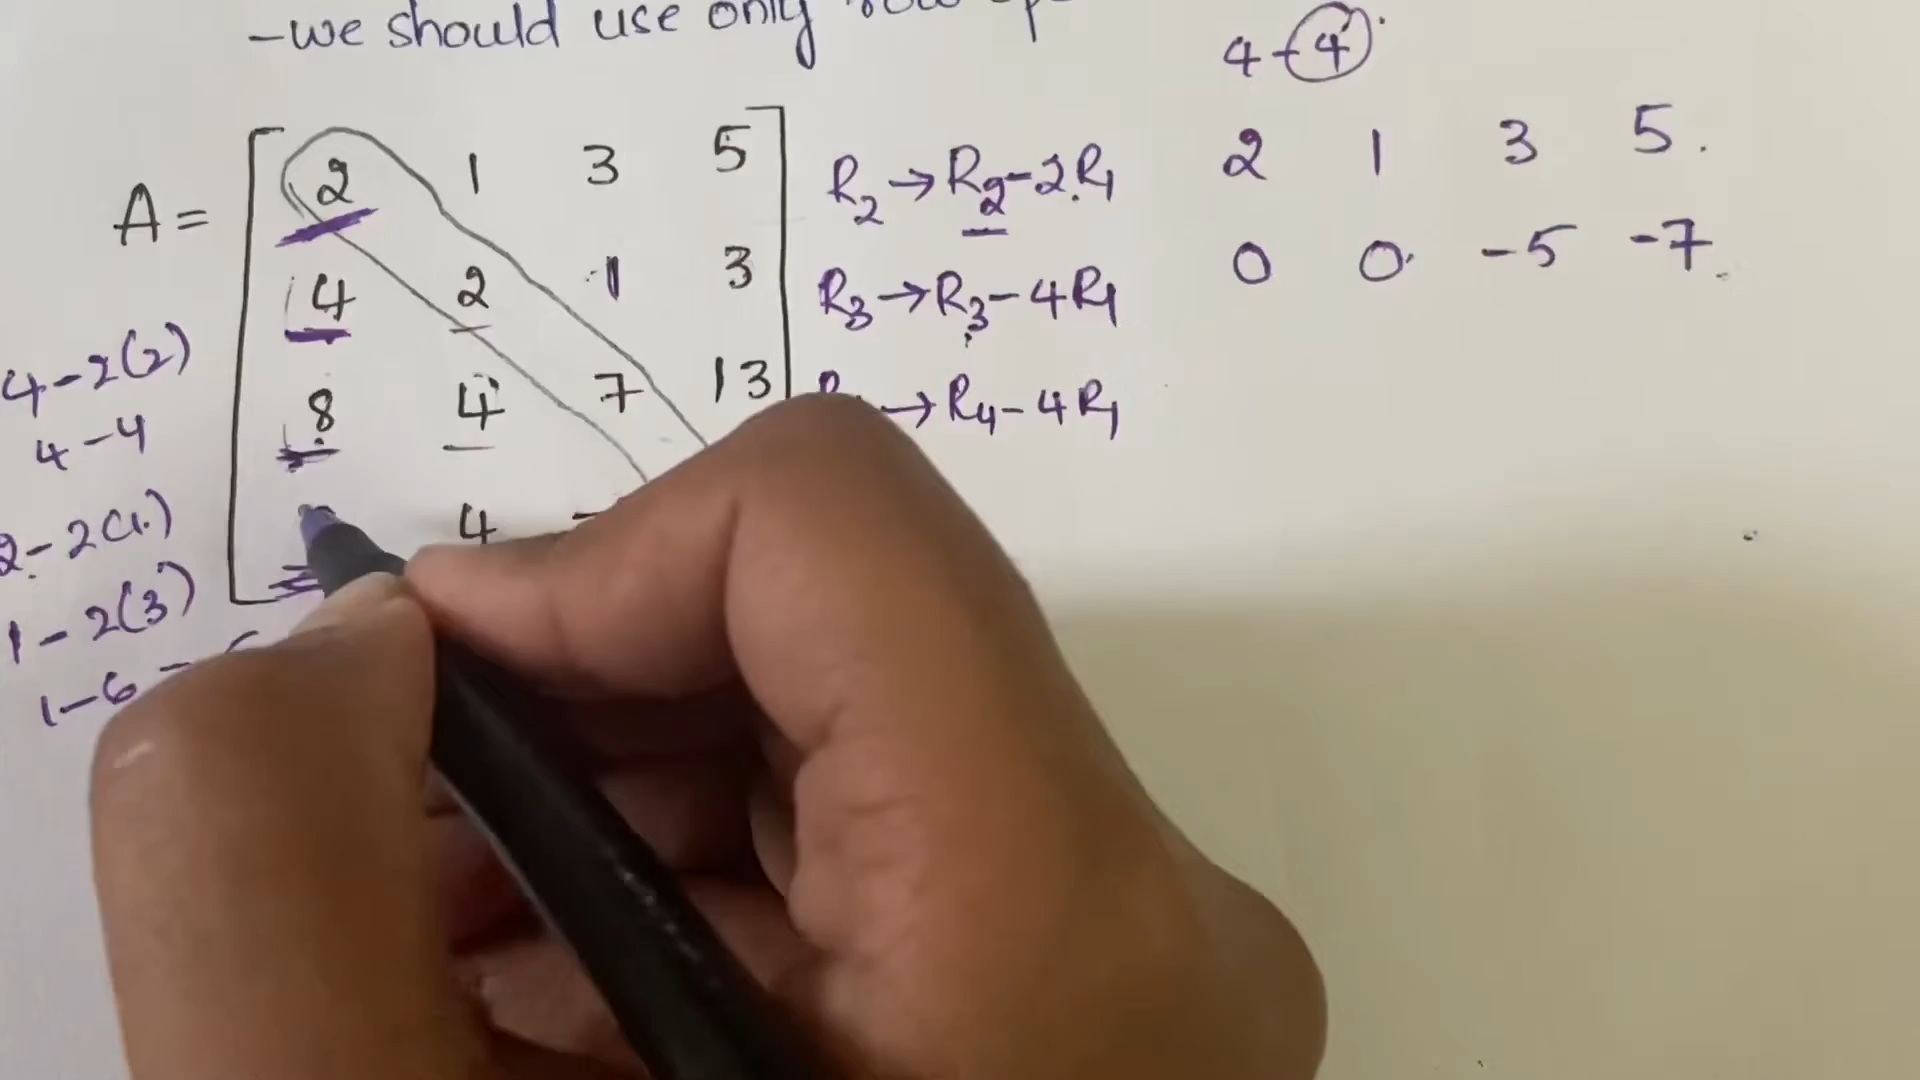 -we should use only row
4-4
A=
2 1 3 5
4 2 1 3
8 4 7 13
4
R2→R2-2R1
R3→R3-4R1
→R4-4R1
2 1 3 5.
0 0 -5 -7
4-2(2)
4-4
2-2(1)
1-2(3)
1-6